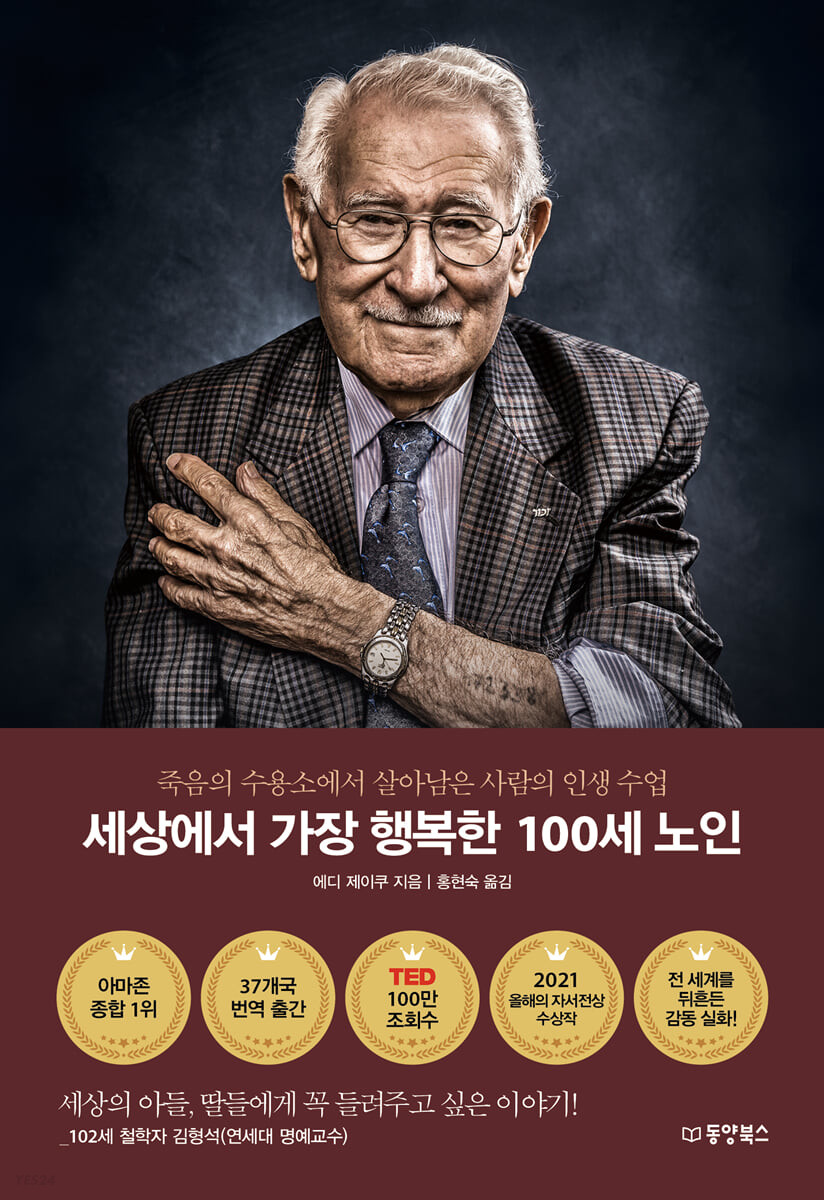 זכור
죽음의 수용소에서 살아남은 사람의 인생 수업
세상에서 가장 행복한 100세 노인
에디 제이쿠 지음 | 홍현숙 옮김
아마존
종합 1위
37개국
번역 출간
TED
100만
조회수
2021
올해의 자서전상
수상작
전 세계를
뒤흔든
감동 실화!
세상의 아들, 딸들에게 꼭 들려주고 싶은 이야기!
_102세 철학자 김형석(연세대 명예교수)
동양북스
YES24